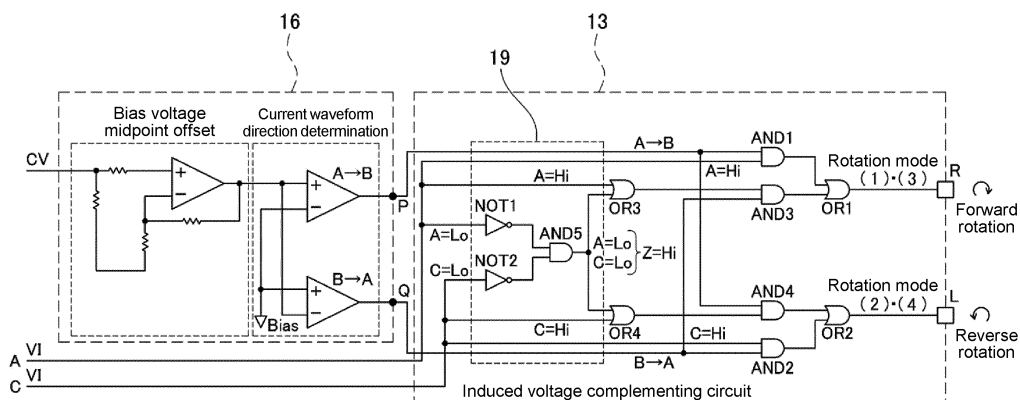 16
13
Bias voltage
midpoint offset
Current waveform
direction determination
19
CV
A→B
P
B→A
Q
Bias
A→B
A=Hi
AND1
AND3
OR1
Rotation mode
(1)・(3)
R
Forward
rotation
A=Hi
OR3
NOT1
A=Lo
AND5
NOT2
C=Lo
A=Lo
C=Lo
Z=Hi
AND4
Rotation mode
(2)・(4)
L
OR2
Reverse
rotation
OR4
C=Hi
C=Hi
AND2
B→A
A VI
C VI
Induced voltage complementing circuit